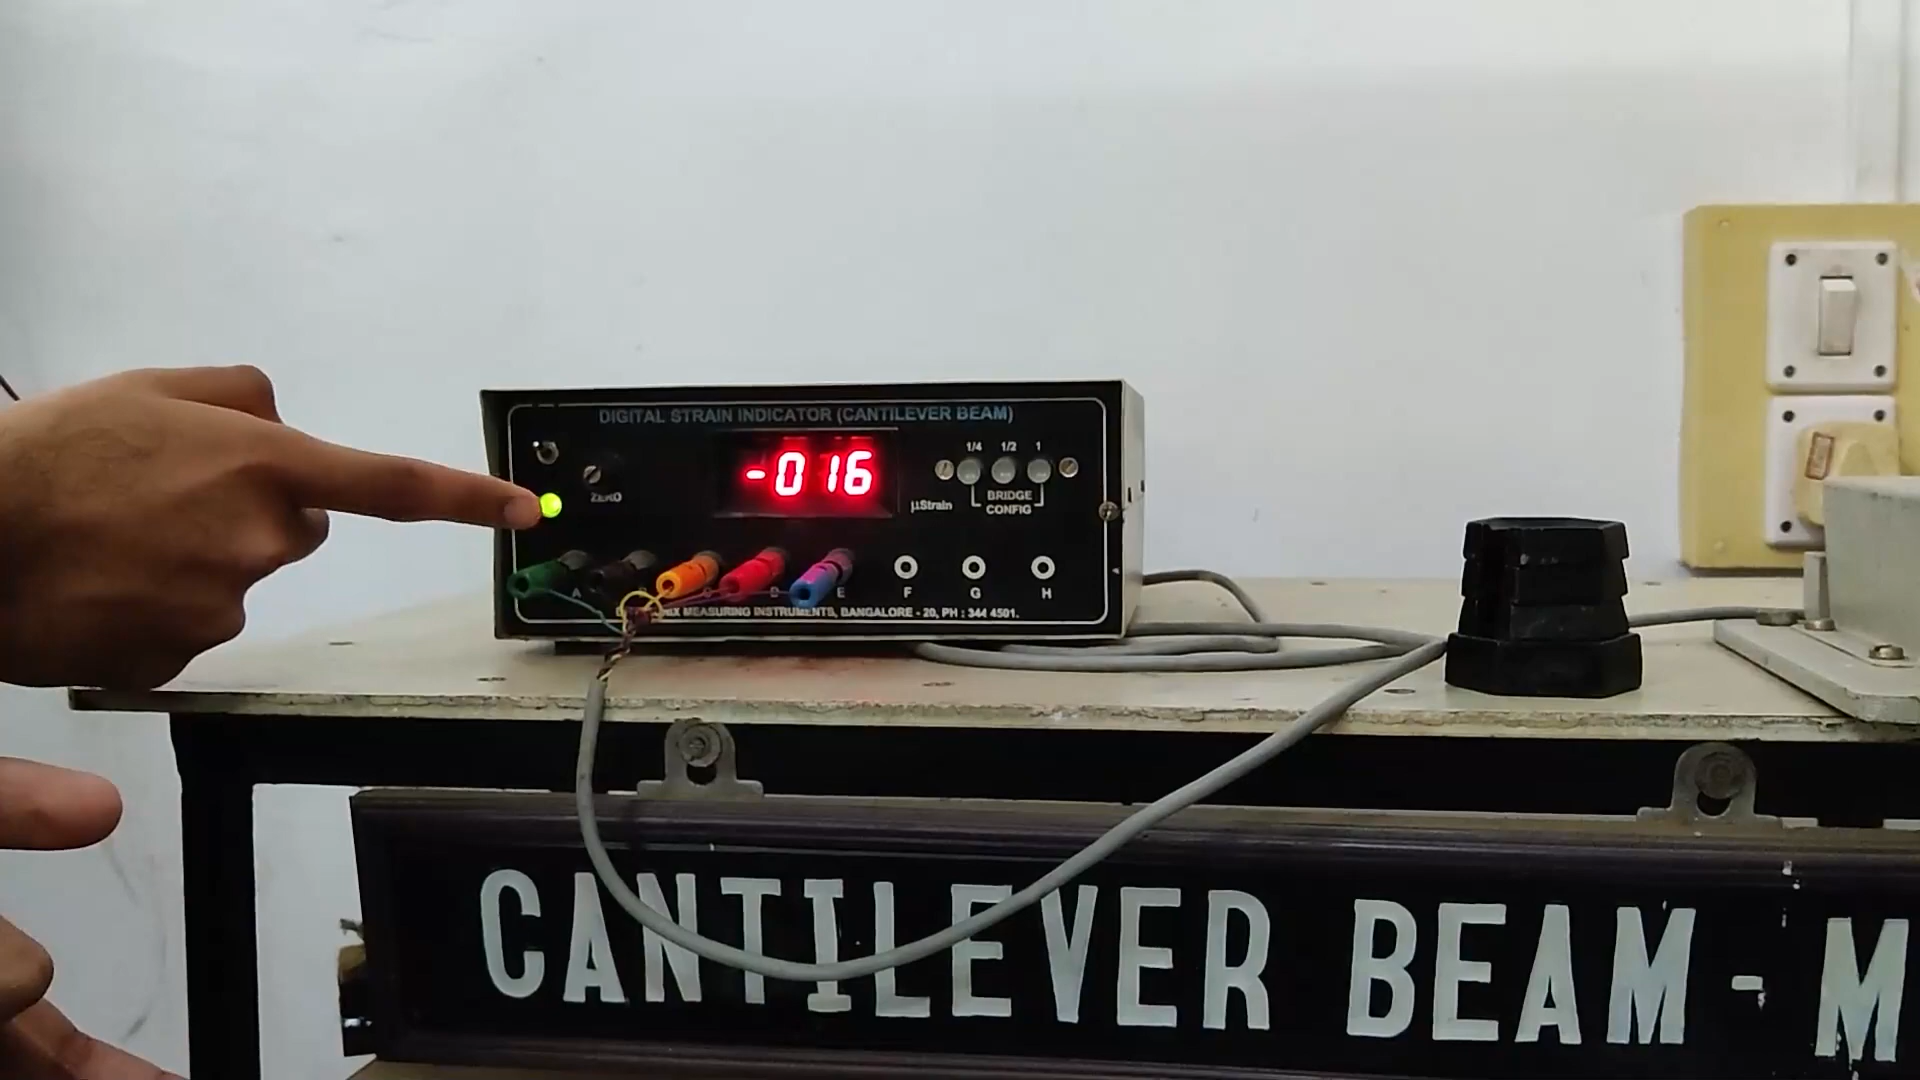 DIGITAL STRAIN INDICATOR (CANTILEVER BEAM)
-016
ZERO
µStrain
1/4 1/2 1
BRIDGE
CONFIG
A D E F G H
MEASURING INSTRUMENTS, BANGALORE - 20, PH : 344 4501.
CANTILEVER BEAM - M